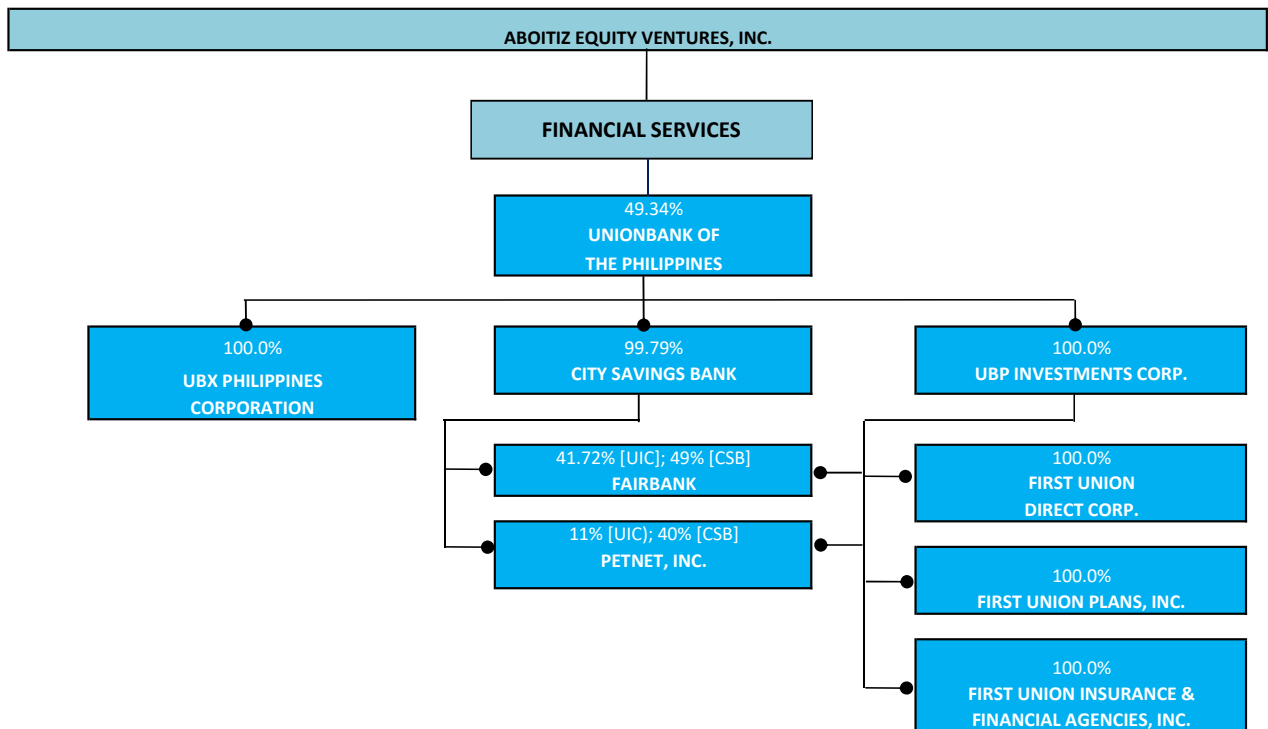 ABOITIZ EQUITY VENTURES, INC.
FINANCIAL SERVICES
49.34%
UNIONBANK OF
THE PHILIPPINES
100.0%
UBX PHILIPPINES
CORPORATION
99.79%
CITY SAVINGS BANK
100.0%
UBP INVESTMENTS CORP.
41.72% [UIC]; 49% [CSB]
FAIRBANK
11% [UIC); 40% [CSB]
PETNET, INC.
100.0%
FIRST UNION
DIRECT CORP.
100.0%
FIRST UNION PLANS, INC.
100.0%
FIRST UNION INSURANCE &
FINANCIAL AGENCIES, INC.